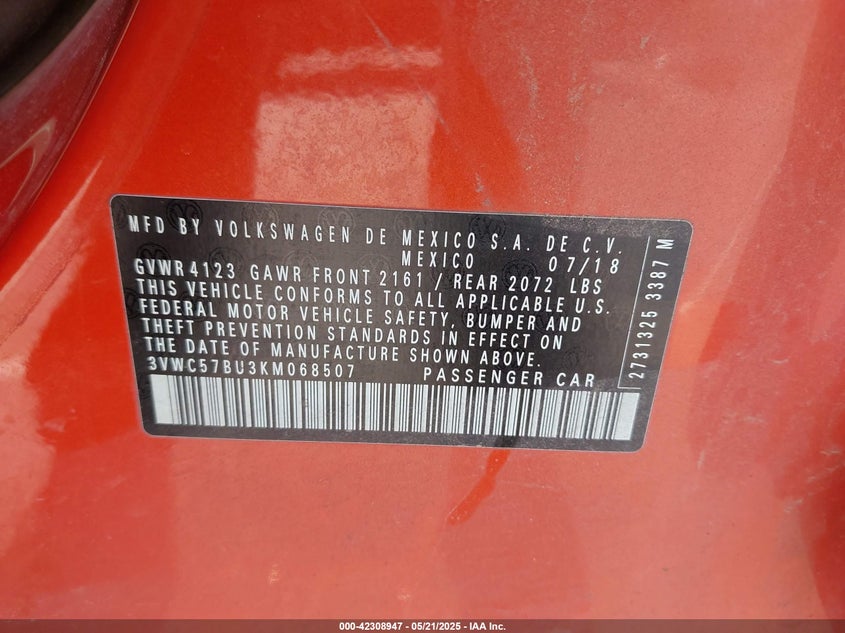 MFD BY VOLKSWAGEN DE MEXICO S.A. DE C.V.
MEXICO 07/18
GVWR4123 GAWR FRONT 2161 / REAR 2072 LBS
THIS VEHICLE CONFORMS TO ALL APPLICABLE U.S.
FEDERAL MOTOR VEHICLE SAFETY, BUMPER AND
THEFT PREVENTION STANDARDS IN EFFECT ON
THE DATE OF MANUFACTURE SHOWN ABOVE.
3VWC57BU3KM068507 PASSENGER CAR
2731325 3387 M
000-42308947 - 05/21/2025 - IAA Inc.